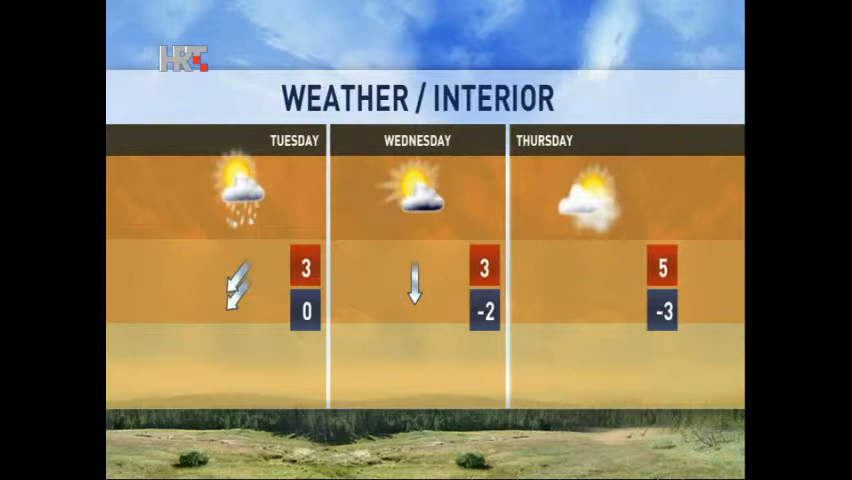 HRT
WEATHER / INTERIOR
TUESDAY WEDNESDAY THURSDAY
3 3 5
0 -2 -3